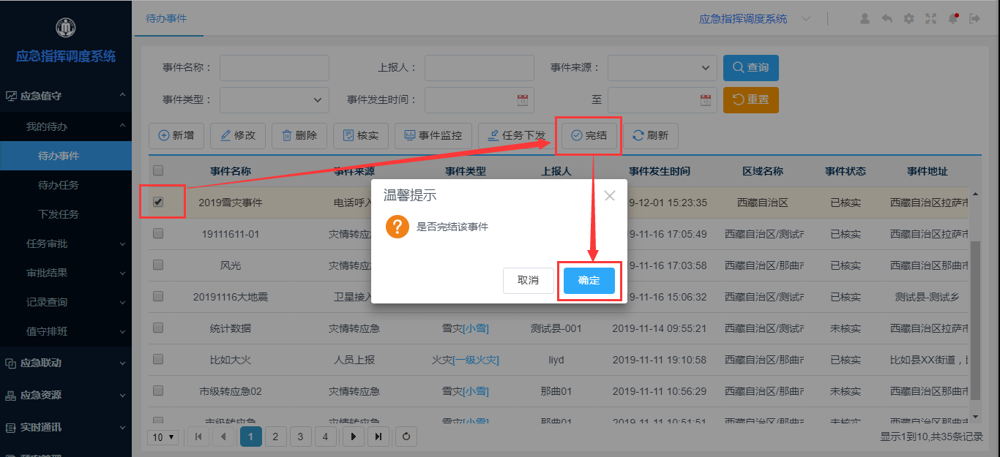 待办事件
应急指挥调度系统
应急指挥调度系统
应急值守
我的待办
待办事件
待办任务
下发任务
任务审批
审批结果
记录查询
值守排班
应急联动
应急资源
实时通讯
事件名称： 上报人： 事件来源： 查询
事件类型： 事件发生时间： 至 重置
新增 修改 删除 核实 事件监控 任务下发 完结 刷新
事件名称 事件来源 事件类型 上报人 事件发生时间 区域名称 事件状态 事件地址
2019雪灾事件 电话呼入 9-12-01 15:23:35 西藏自治区 已核实 西藏自治区拉萨市
19111611-01 灾情转应 9-11-16 17:05:49 西藏自治区/测试 已核实 西藏自治区拉萨市
风光 灾情转应 9-11-16 17:03:58 西藏自治区/那曲 已核实 西藏自治区那曲市
20191116大地震 卫星接入 9-11-16 15:06:32 西藏自治区/测试 已核实 测试县-测试乡
统计数据 灾情转应急 雪灾[小雪] 测试县-001 2019-11-14 09:55:21 西藏自治区/测试 未核实 西藏自治区拉萨市
比如大火 人员上报 火灾[一级火灾] liyd 2019-11-11 19:10:58 西藏自治区/那曲 已核实 比如县XX街道，
市级转应急02 灾情转应急 雪灾[小雪] 那曲01 2019-11-11 10:56:29 西藏自治区/那曲 未核实 西藏自治区那曲市
市级转应急 灾情转应急 雪灾[小雪] 那曲01 2019-11-11 10:51:51 西藏自治区/那曲 未核实 西藏自治区那曲市
温馨提示
? 是否完结该事件
取消 确定
10 1 2 3 4 显示1到10,共35条记录